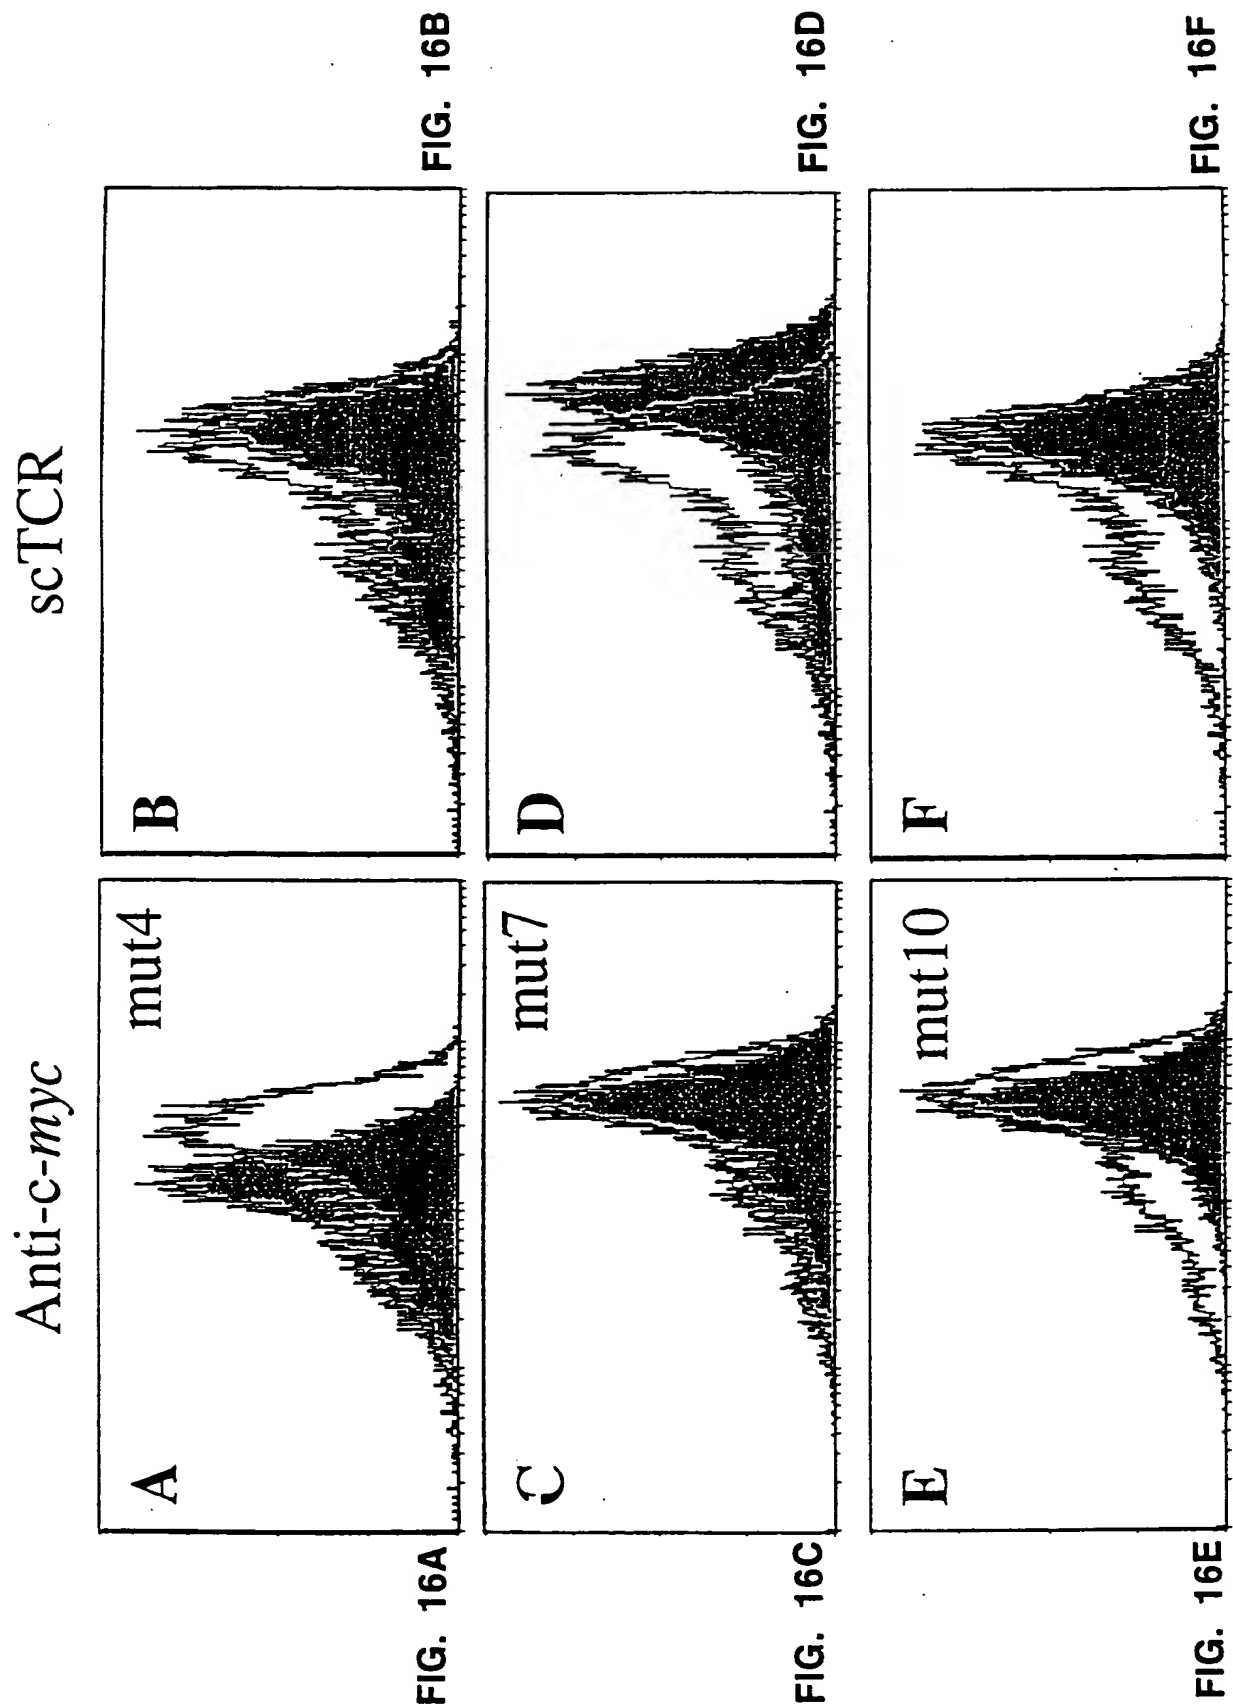 Anti-c-myc
scTCR
A
mut4
B
FIG. 16A
FIG. 16B
C
mut7
D
FIG. 16C
FIG. 16D
E
mut10
F
FIG. 16E
FIG. 16F